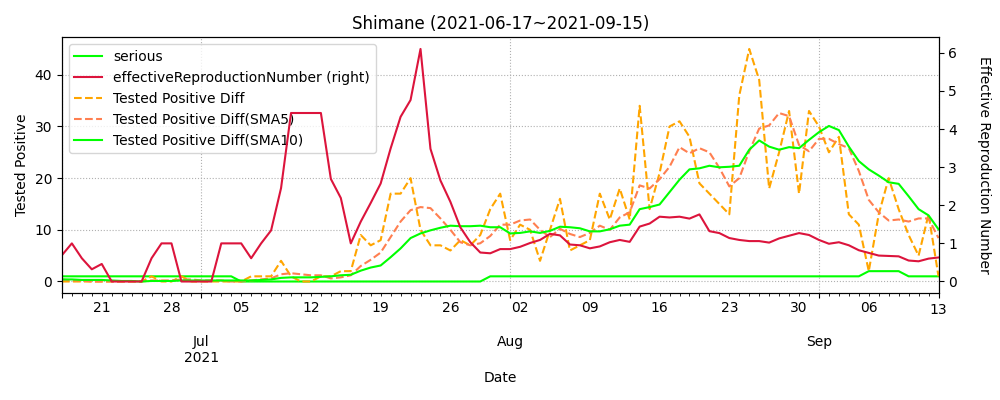 Shimane (2021-06-17~2021-09-15)
serious
effectiveReproductionNumber (right)
Tested Positive Diff
Tested Positive Diff(SMA5)
Tested Positive Diff(SMA10)
Tested Positive
40
30
20
10
0
Effective Reproduction Number
6
5
4
3
2
1
0
21 28 05 12 19 26 02 09 16 23 30 06 13
Jul Aug Sep
2021
Date